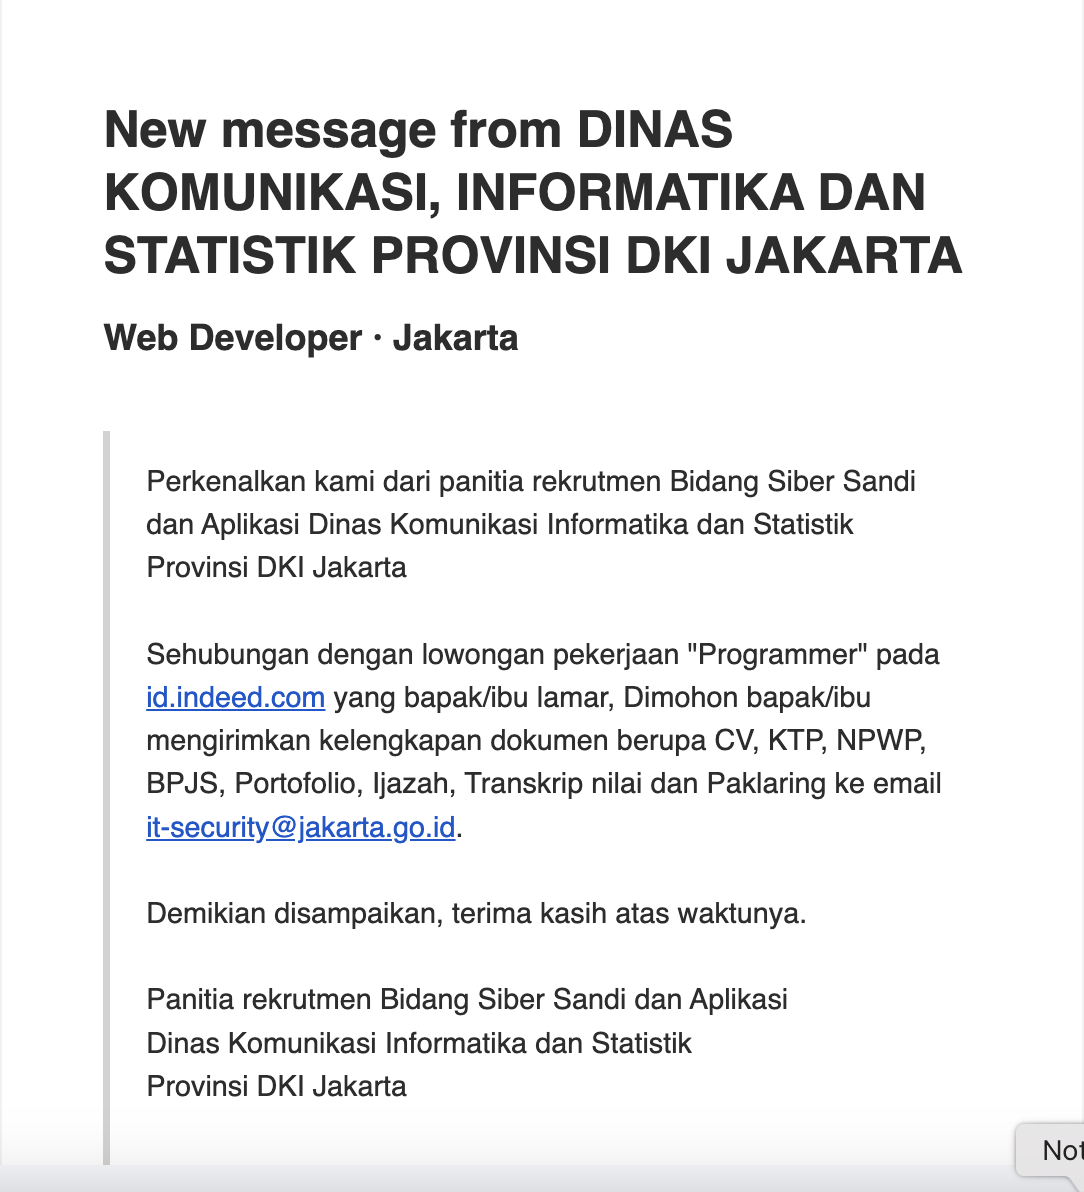 New message from DINAS
KOMUNIKASI, INFORMATIKA DAN
STATISTIK PROVINSI DKI JAKARTA
Web Developer · Jakarta
Perkenalkan kami dari panitia rekrutmen Bidang Siber Sandi
dan Aplikasi Dinas Komunikasi Informatika dan Statistik
Provinsi DKI Jakarta
Sehubungan dengan lowongan pekerjaan "Programmer" pada
id.indeed.com yang bapak/ibu lamar, Dimohon bapak/ibu
mengirimkan kelengkapan dokumen berupa CV, KTP, NPWP,
BPJS, Portofolio, Ijazah, Transkrip nilai dan Paklaring ke email
it-security@jakarta.go.id.
Demikian disampaikan, terima kasih atas waktunya.
Panitia rekrutmen Bidang Siber Sandi dan Aplikasi
Dinas Komunikasi Informatika dan Statistik
Provinsi DKI Jakarta